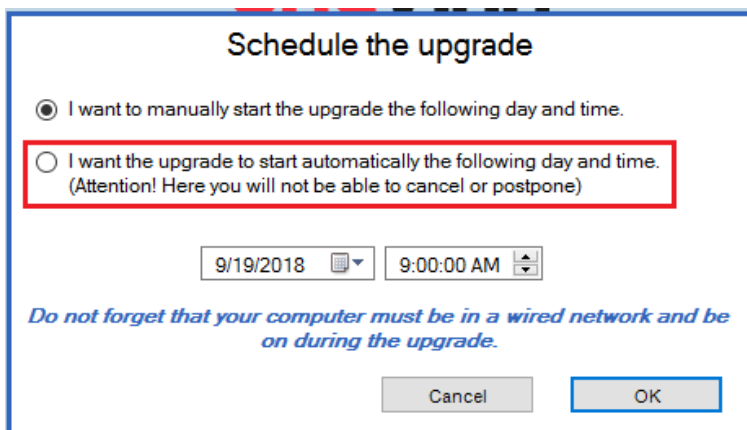 Schedule the upgrade
I want to manually start the upgrade the following day and time.
I want the upgrade to start automatically the following day and time.
(Attention! Here you will not be able to cancel or postpone)
9/19/2018 9:00:00 AM
Do not forget that your computer must be in a wired network and be
on during the upgrade.
Cancel OK